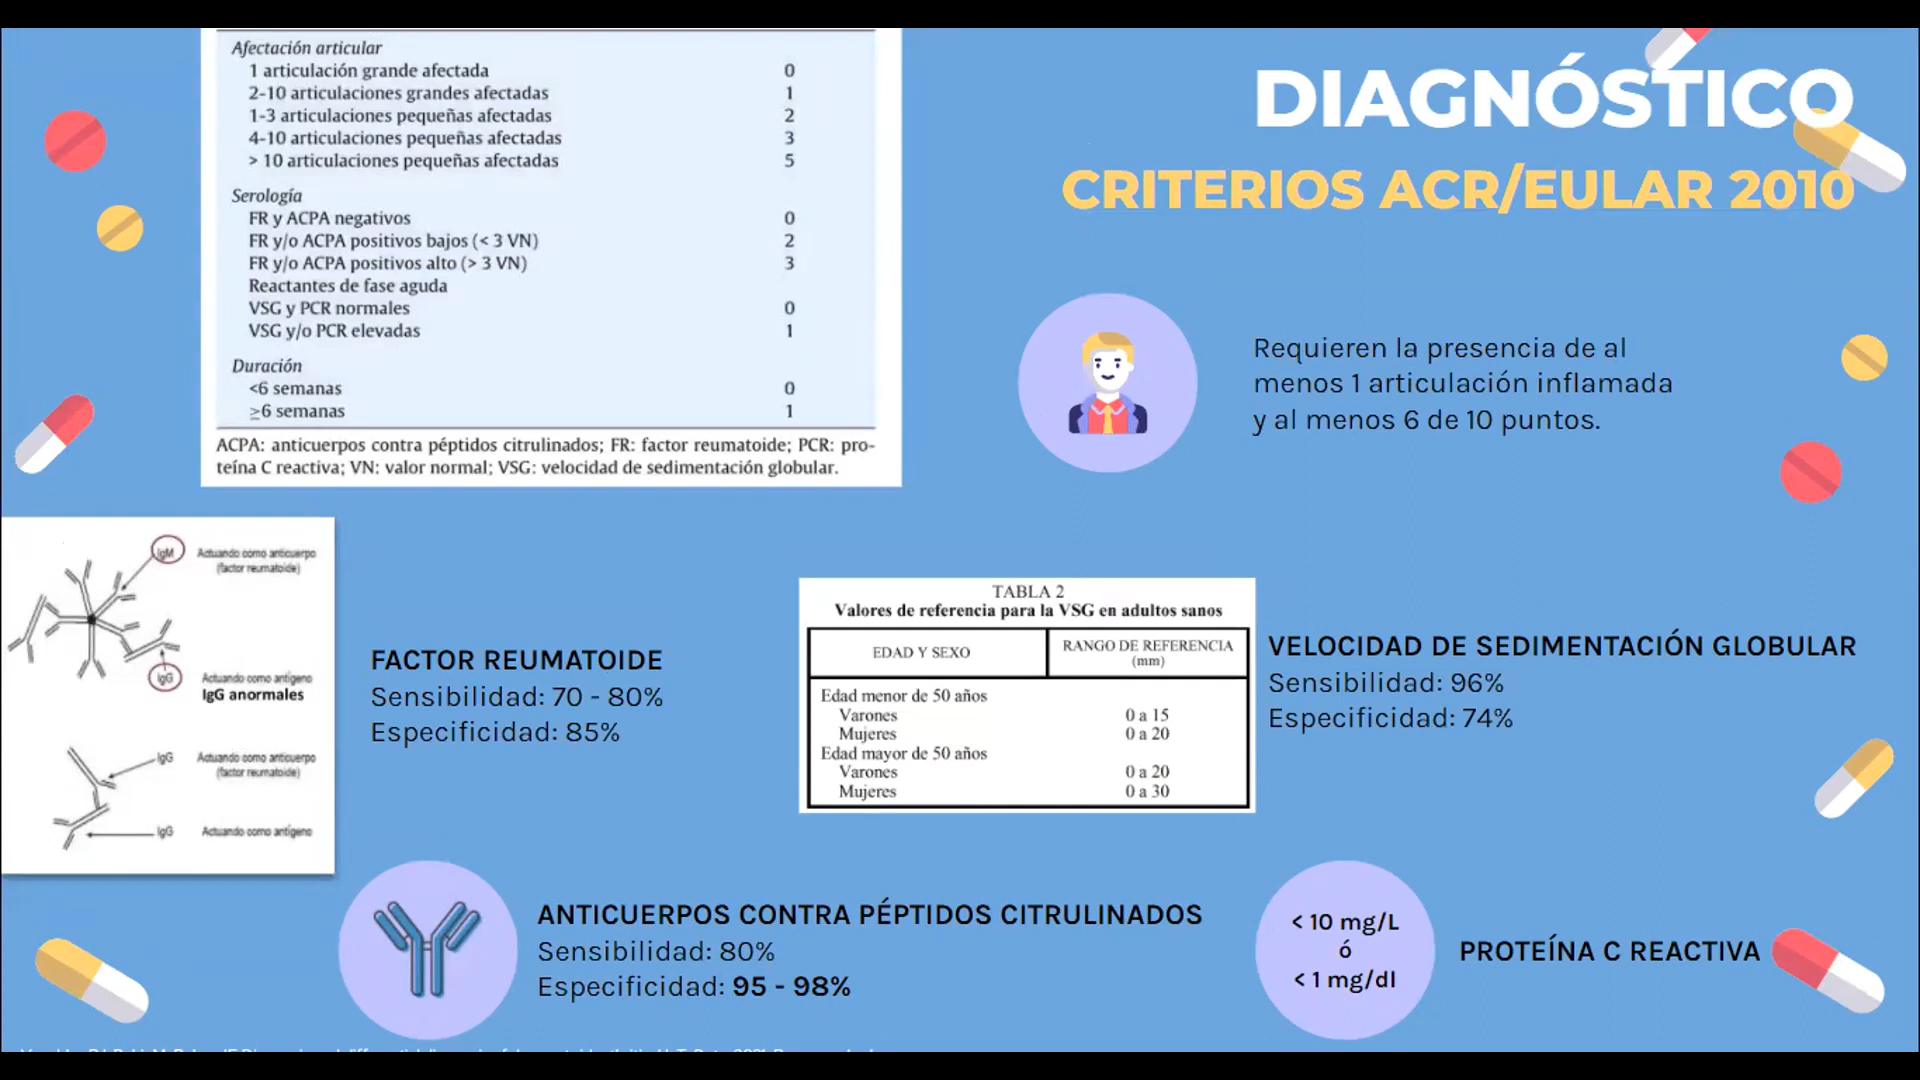 DIAGNÓSTICO
CRITERIOS ACR/EULAR 2010
Afectación articular
1 articulación grande afectada 0
2-10 articulaciones grandes afectadas 1
1-3 articulaciones pequeñas afectadas 2
4-10 articulaciones pequeñas afectadas 3
> 10 articulaciones pequeñas afectadas 5
Serología
FR y ACPA negativos 0
FR y/o ACPA positivos bajos (< 3 VN) 2
FR y/o ACPA positivos alto (> 3 VN) 3
Reactantes de fase aguda
VSG y PCR normales 0
VSG y/o PCR elevadas 1
Duración
<6 semanas 0
≥6 semanas 1
ACPA: anticuerpos contra péptidos citrulinados; FR: factor reumatoide; PCR: pro-
teína C reactiva; VN: valor normal; VSG: velocidad de sedimentación globular.
Requieren la presencia de al
menos 1 articulación inflamada
y al menos 6 de 10 puntos.
IgM Actuando como anticuerpo
(factor reumatoide)
IgG Actuando como antígeno
IgG anormales
IgG Actuando como anticuerpo
(factor reumatoide)
IgG Actuando como antígeno
FACTOR REUMATOIDE
Sensibilidad: 70 - 80%
Especificidad: 85%
TABLA 2
Valores de referencia para la VSG en adultos sanos
EDAD Y SEXO RANGO DE REFERENCIA
(mm)
Edad menor de 50 años
Varones 0 a 15
Mujeres 0 a 20
Edad mayor de 50 años
Varones 0 a 20
Mujeres 0 a 30
VELOCIDAD DE SEDIMENTACIÓN GLOBULAR
Sensibilidad: 96%
Especificidad: 74%
ANTICUERPOS CONTRA PÉPTIDOS CITRULINADOS
Sensibilidad: 80%
Especificidad: 95 - 98%
< 10 mg/L
ó
< 1 mg/dl
PROTEÍNA C REACTIVA